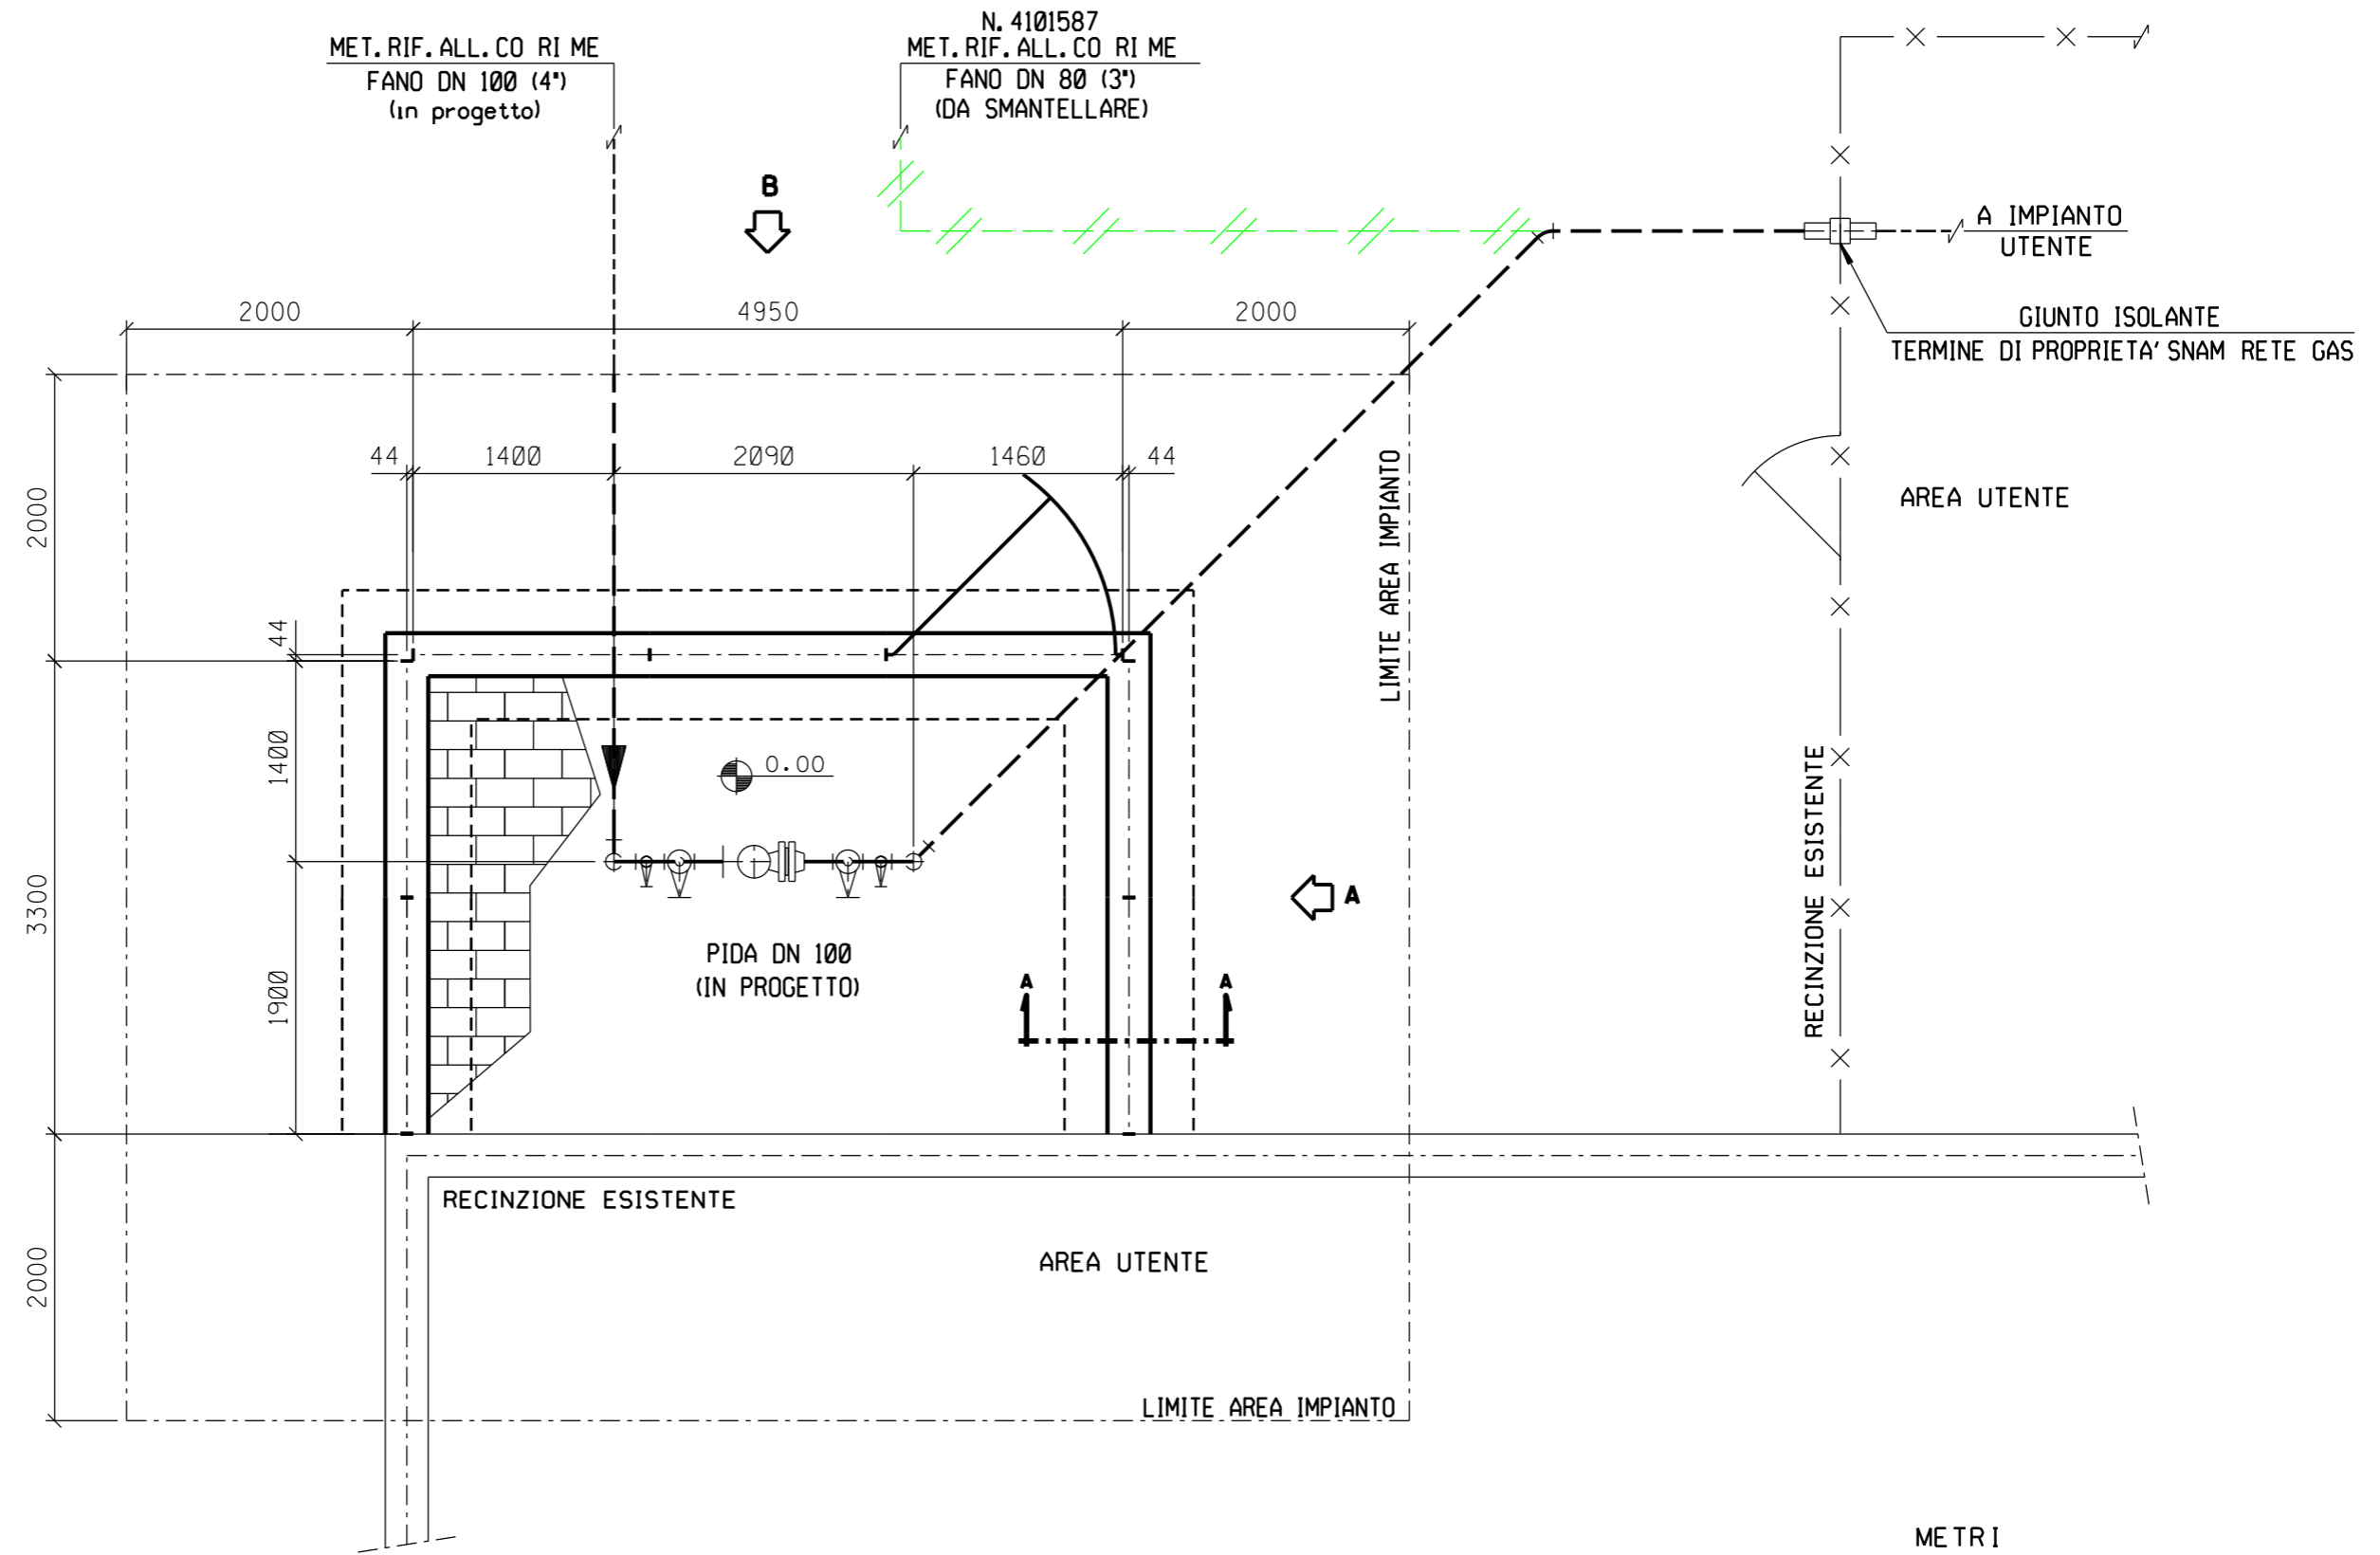 N. 4101587
MET.RIF.ALL.CO RI ME
MET.RIF.ALL.CO RI ME
FANO DN 100 (4")
(in progetto)
FANO DN 80 (3")
(DA SMANTELLARE)
B
A IMPIANTO
UTENTE
2000
4950
2000
GIUNTO ISOLANTE
TERMINE DI PROPRIETA' SNAM RETE GAS
44
1400
2090
1460
44
2000
LIMITE AREA IMPIANTO
AREA UTENTE
44
1400
0.00
3300
A
RECINZIONE ESISTENTE
PIDA DN 100
(IN PROGETTO)
1900
A
A
RECINZIONE ESISTENTE
AREA UTENTE
2000
LIMITE AREA IMPIANTO
METRI